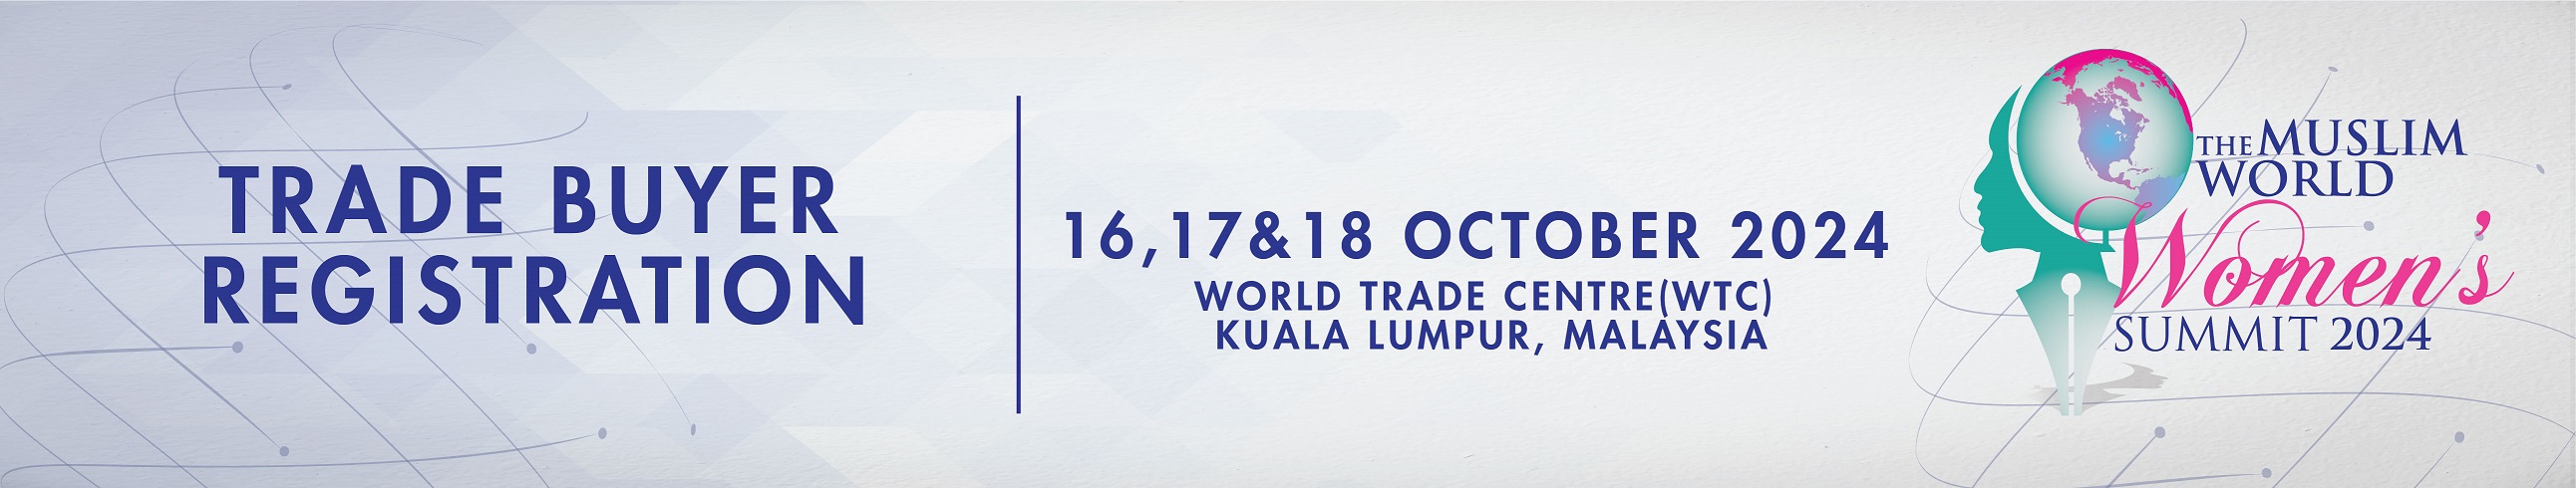 TRADE BUYER
REGISTRATION
16,17&18 OCTOBER 2024
WORLD TRADE CENTRE(WTC)
KUALA LUMPUR, MALAYSIA
THE MUSLIM
WORLD
Women's
SUMMIT 2024